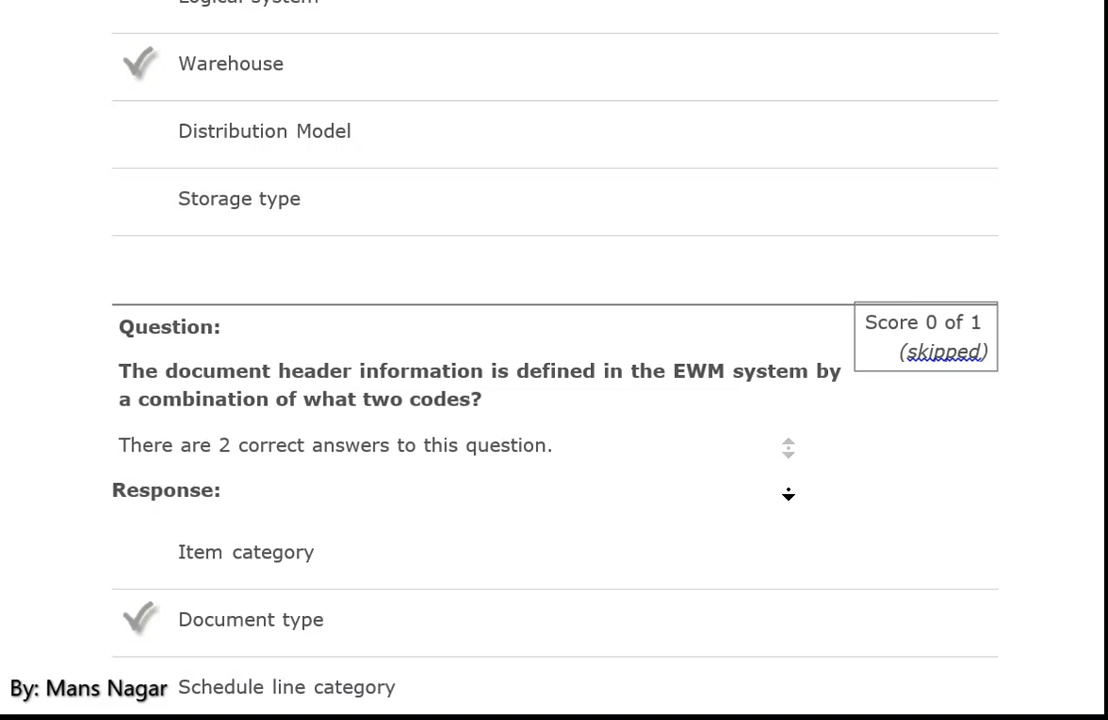 Logical system
Warehouse
Distribution Model
Storage type
Question:
Score 0 of 1
(skipped)
The document header information is defined in the EWM system by
a combination of what two codes?
There are 2 correct answers to this question.
Response:
Item category
Document type
By: Mans Nagar
Schedule line category